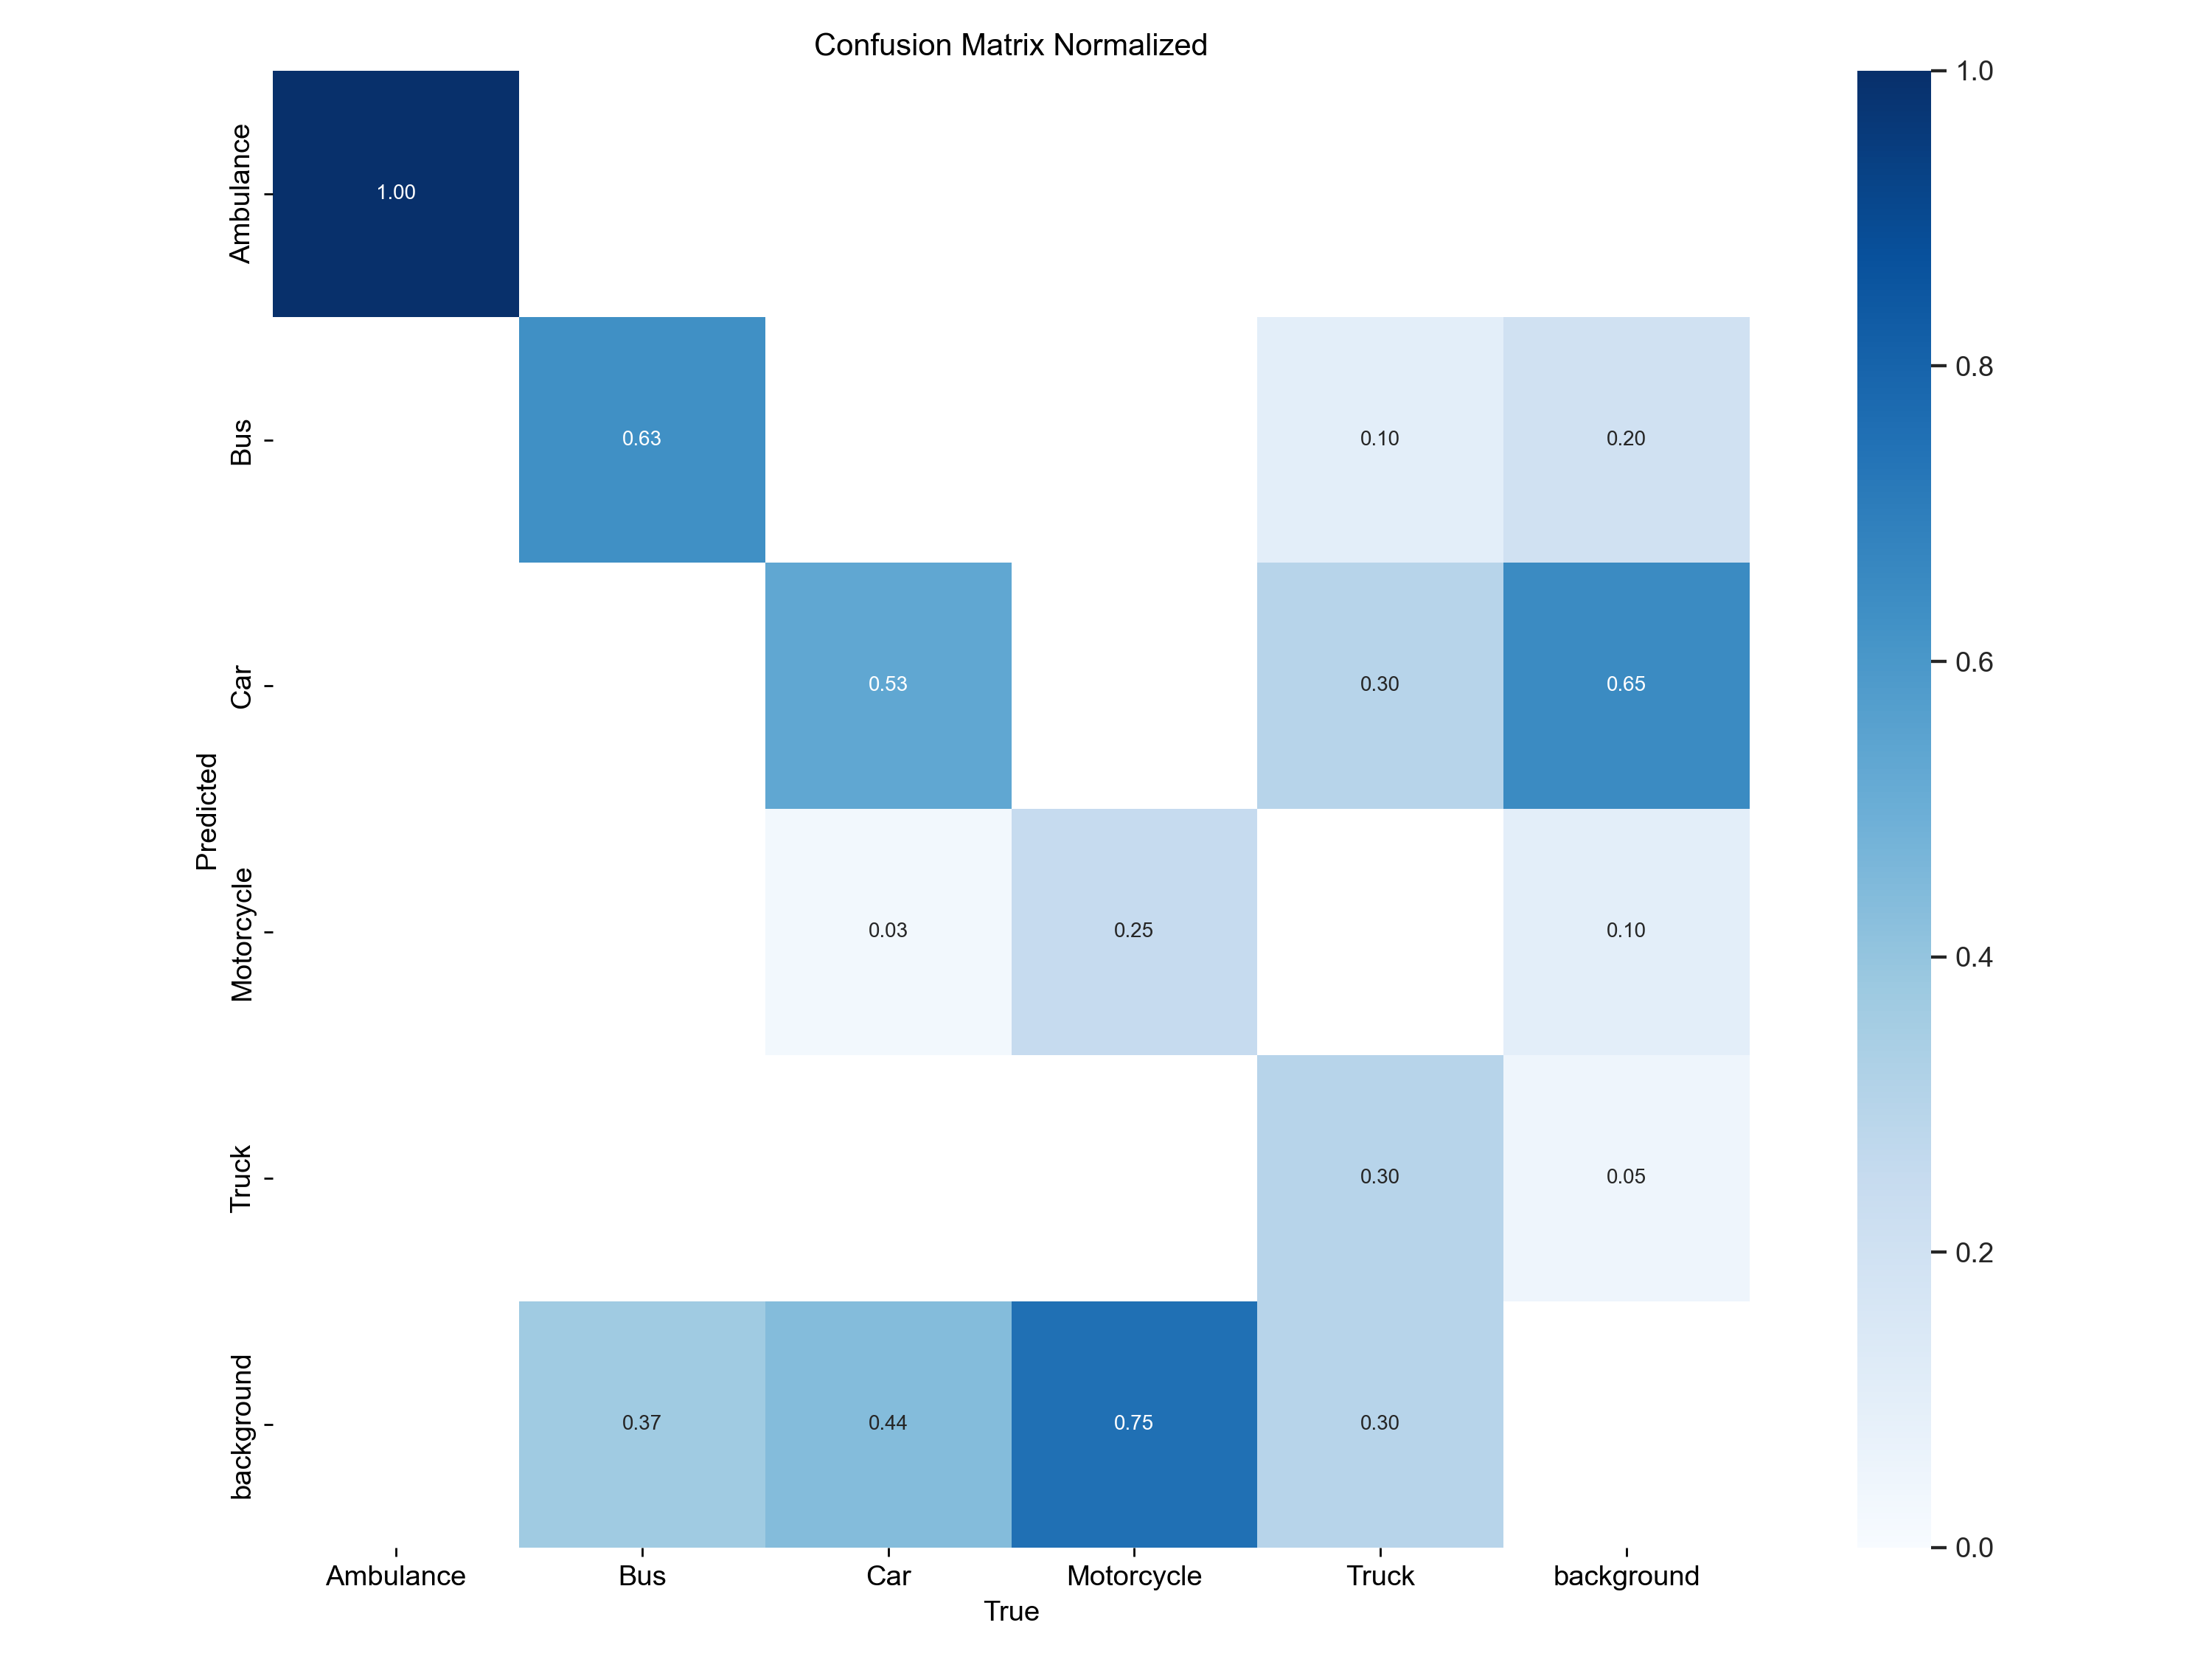 Confusion Matrix Normalized
Ambulance
1.00
Bus
0.63 0.10 0.20
Car
0.53 0.30 0.65
Motorcycle
0.03 0.25 0.10
Truck
0.30 0.05
background
0.37 0.44 0.75 0.30
Predicted
Ambulance Bus Car Motorcycle Truck background
True
1.0
0.8
0.6
0.4
0.2
0.0